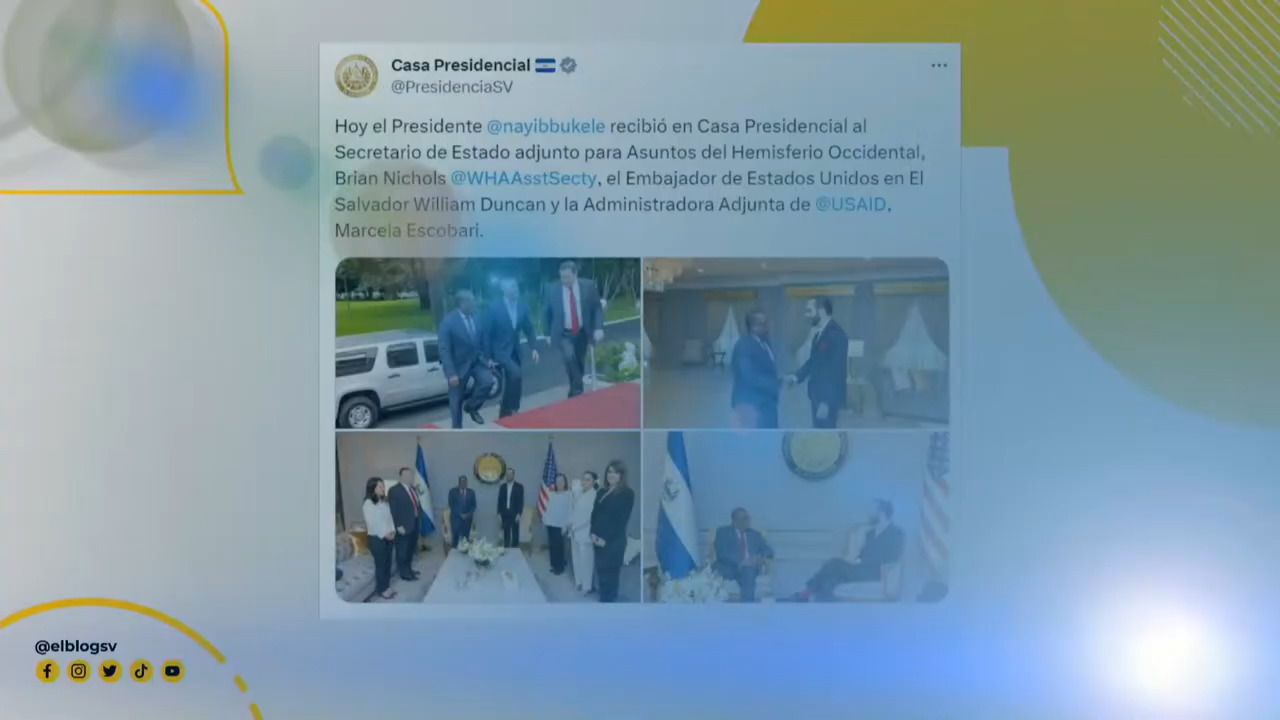 Casa Presidencial
@PresidenciaSV
Hoy el Presidente @nayibbukele recibió en Casa Presidencial al
Secretario de Estado adjunto para Asuntos del Hemisferio Occidental,
Brian Nichols @WHAAsstSecty, el Embajador de Estados Unidos en El
Salvador William Duncan y la Administradora Adjunta de @USAID,
Marcela Escobari.
@elblogsv